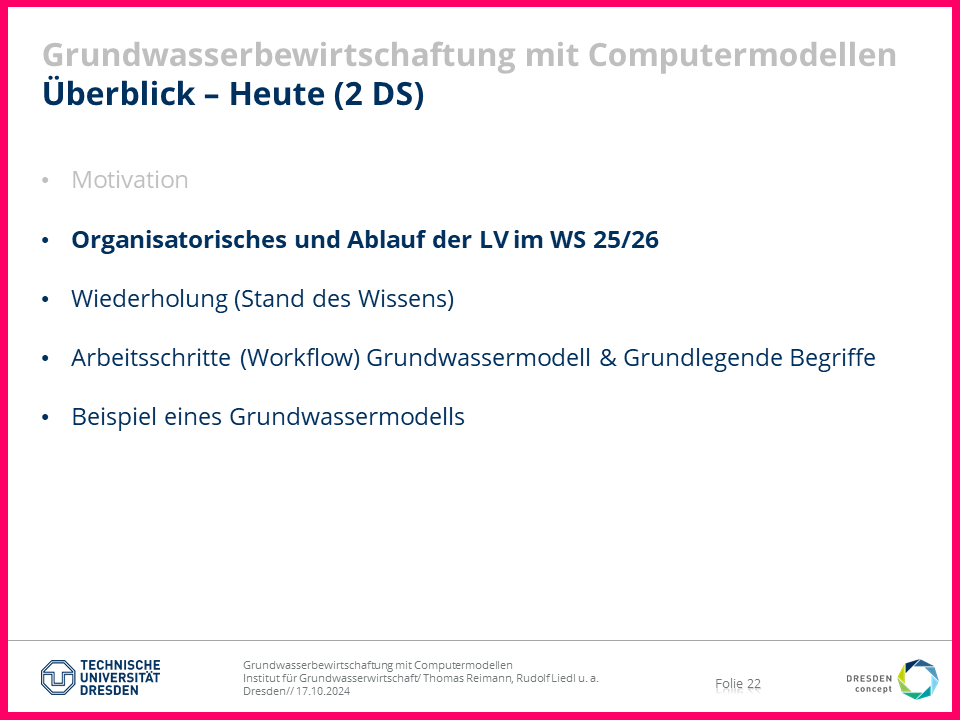 Grundwasserbewirtschaftung mit Computermodellen
Überblick – Heute (2 DS)
• Motivation
• Organisatorisches und Ablauf der LV im WS 25/26
• Wiederholung (Stand des Wissens)
• Arbeitsschritte (Workflow) Grundwassermodell & Grundlegende Begriffe
• Beispiel eines Grundwassermodells
TECHNISCHE
UNIVERSITÄT
DRESDEN
Grundwasserbewirtschaftung mit Computermodellen
Institut für Grundwasserwirtschaft/ Thomas Reimann, Rudolf Liedl u. a.
Dresden// 17.10.2024
Folie 22
DRESDEN
concept